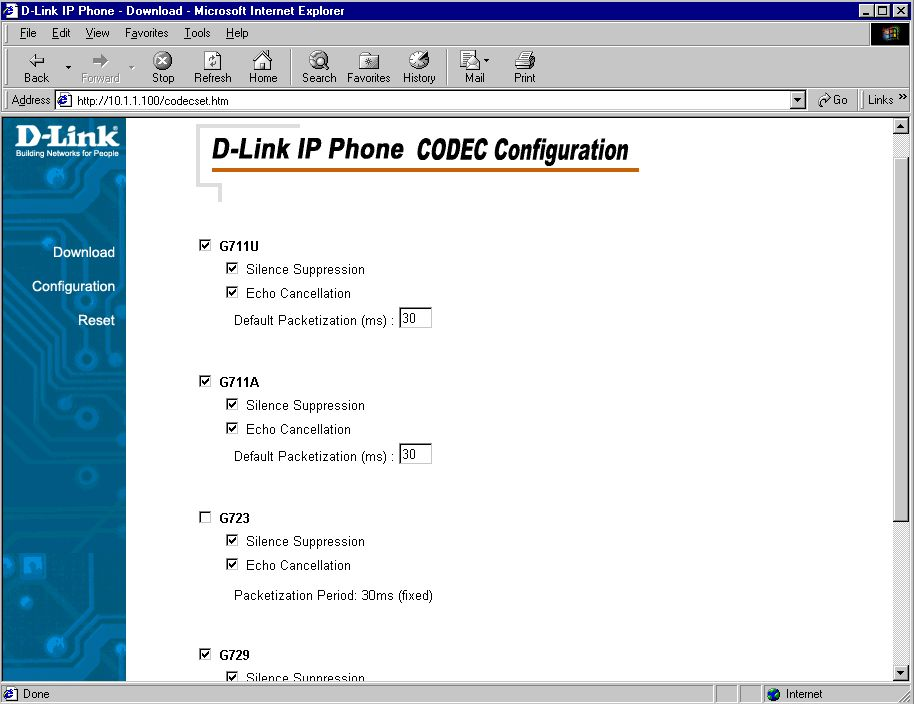 D-Link IP Phone - Download - Microsoft Internet Explorer
File Edit View Favorites Tools Help
Back Forward Stop Refresh Home Search Favorites History Mail Print
Address http://10.1.1.100/codecset.htm Go Links »
D-Link
Building Networks for People
Download
Configuration
Reset
D-Link IP Phone CODEC Configuration
G711U
Silence Suppression
Echo Cancellation
Default Packetization (ms) : 30
G711A
Silence Suppression
Echo Cancellation
Default Packetization (ms) : 30
G723
Silence Suppression
Echo Cancellation
Packetization Period: 30ms (fixed)
G729
Silence Suppression
Done Internet